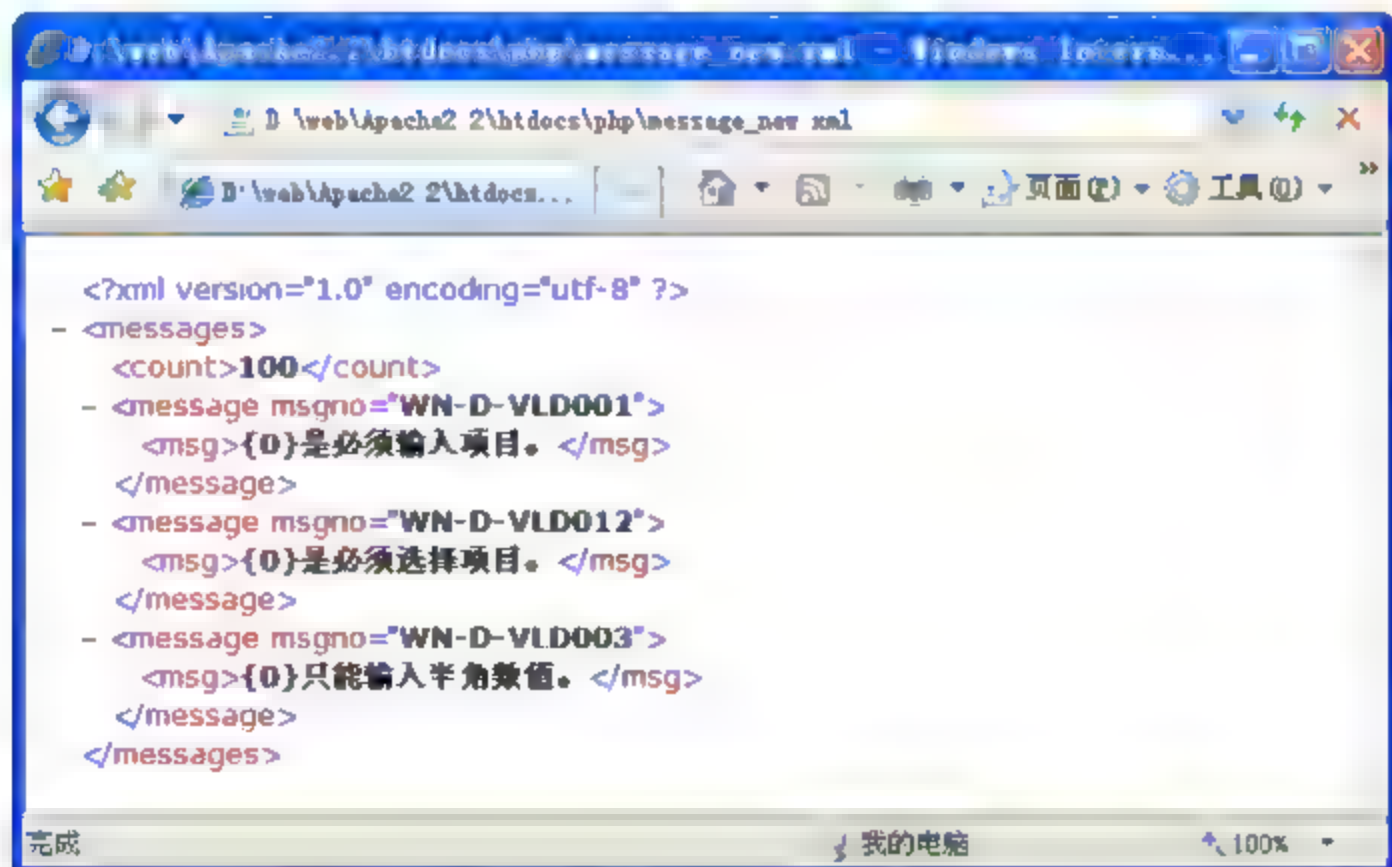 D \web\Apache2 2\htdocs\php\message_new xml
D:\web\Apache2 2\htdocs...
页面(P)
工具(O)
<?xml version="1.0" encoding="utf-8" ?>
- <messages>
<count>100</count>
- <message msgno="WN-D-VLD001">
<msg>{0}是必须输入项目。</msg>
</message>
- <message msgno="WN-D-VLD012">
<msg>{0}是必须选择项目。</msg>
</message>
- <message msgno="WN-D-VLD003">
<msg>{0}只能输入半角数值。</msg>
</message>
</messages>
完成
我的电脑
100%